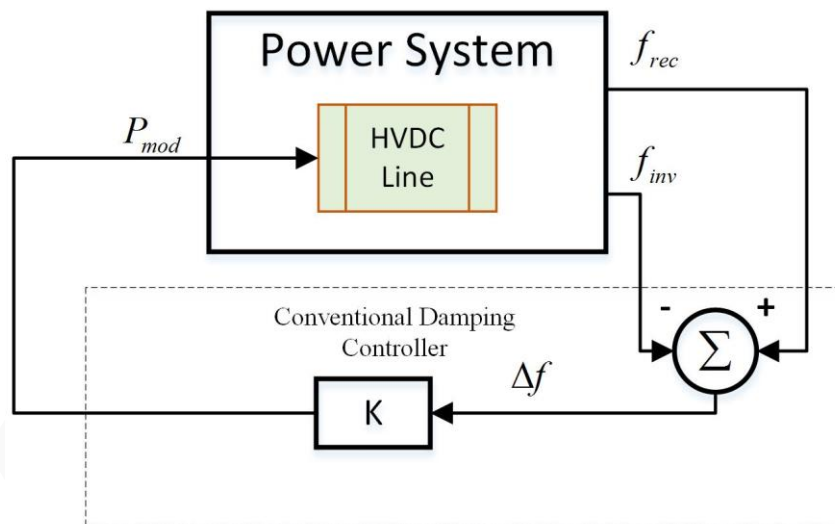 Power System
f_rec
P_mod
HVDC
Line
f_inv
- +
Conventional Damping
Controller
Σ
Δf
K